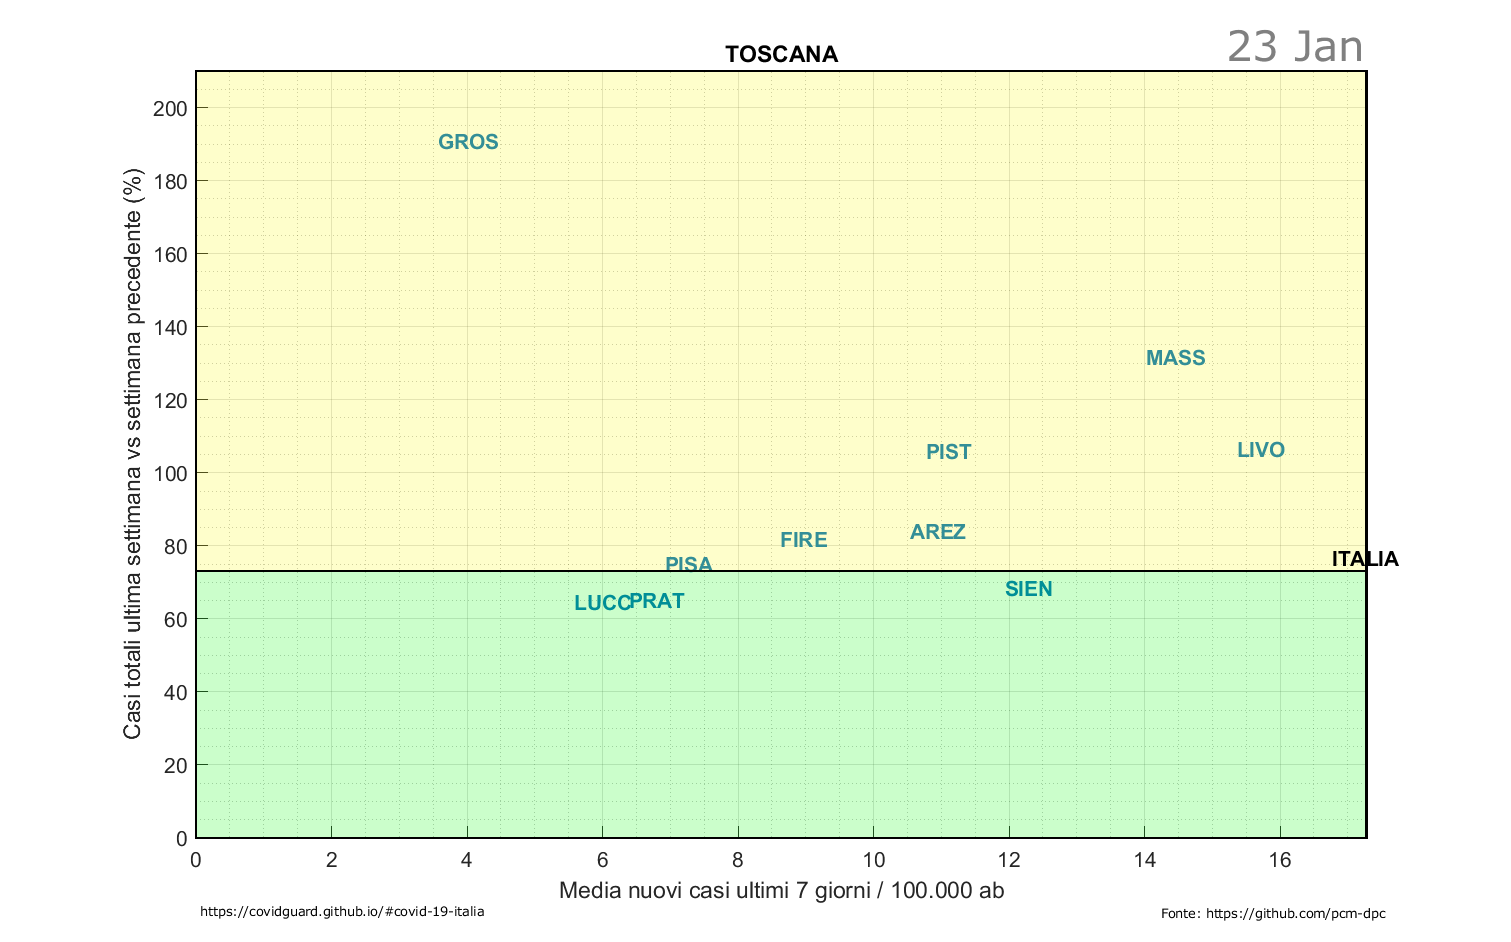 TOSCANA
23 Jan
Casi totali ultima settimana vs settimana precedente (%)
200
180
160
140
120
100
80
60
40
20
0
GROS
MASS
PIST
LIVO
AREZ
FIRE
PISA
ITALIA
SIEN
LUCC
PRAT
0 2 4 6 8 10 12 14 16
Media nuovi casi ultimi 7 giorni / 100.000 ab
https://covidguard.github.io/#covid-19-italia
Fonte: https://github.com/pcm-dpc